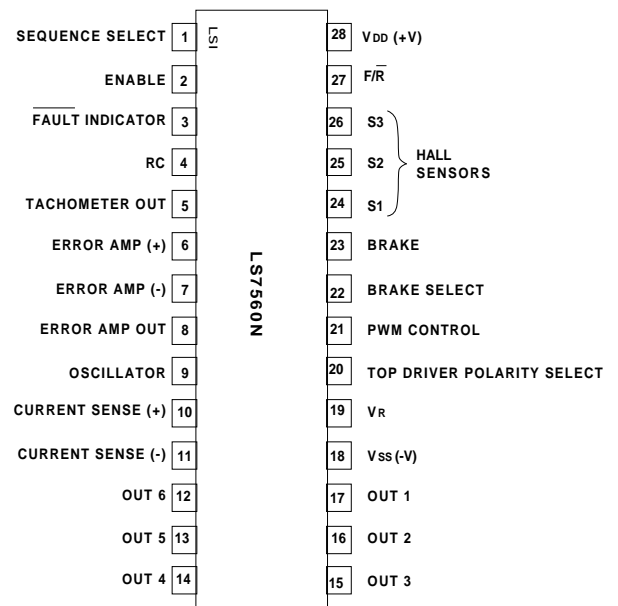 LSI
SEQUENCE SELECT 1
ENABLE 2
FAULT INDICATOR 3
RC 4
TACHOMETER OUT 5
ERROR AMP (+) 6
ERROR AMP (-) 7
ERROR AMP OUT 8
OSCILLATOR 9
CURRENT SENSE (+) 10
CURRENT SENSE (-) 11
OUT 6 12
OUT 5 13
OUT 4 14
LS7560N
28 VDD (+V)
27 F/R̅
26 S3
25 S2
24 S1
HALL
SENSORS
23 BRAKE
22 BRAKE SELECT
21 PWM CONTROL
20 TOP DRIVER POLARITY SELECT
19 VR
18 VSS (-V)
17 OUT 1
16 OUT 2
15 OUT 3